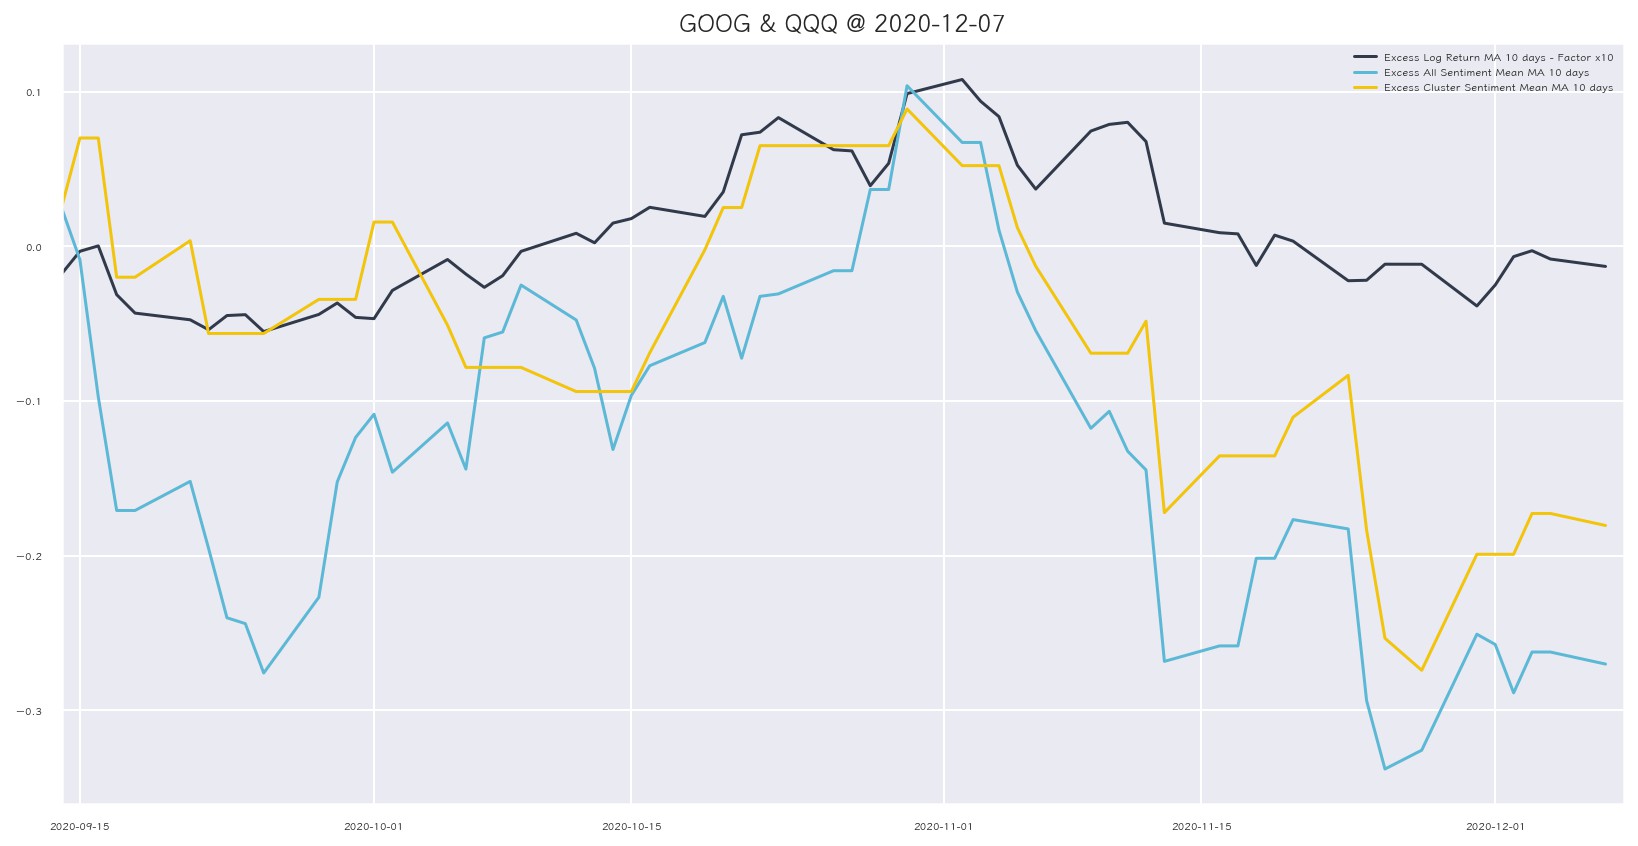 GOOG & QQQ @ 2020-12-07
Excess Log Return MA 10 days - Factor x10
Excess All Sentiment Mean MA 10 days
Excess Cluster Sentiment Mean MA 10 days
0.1
0.0
−0.1
−0.2
−0.3
2020-09-15 2020-10-01 2020-10-15 2020-11-01 2020-11-15 2020-12-01